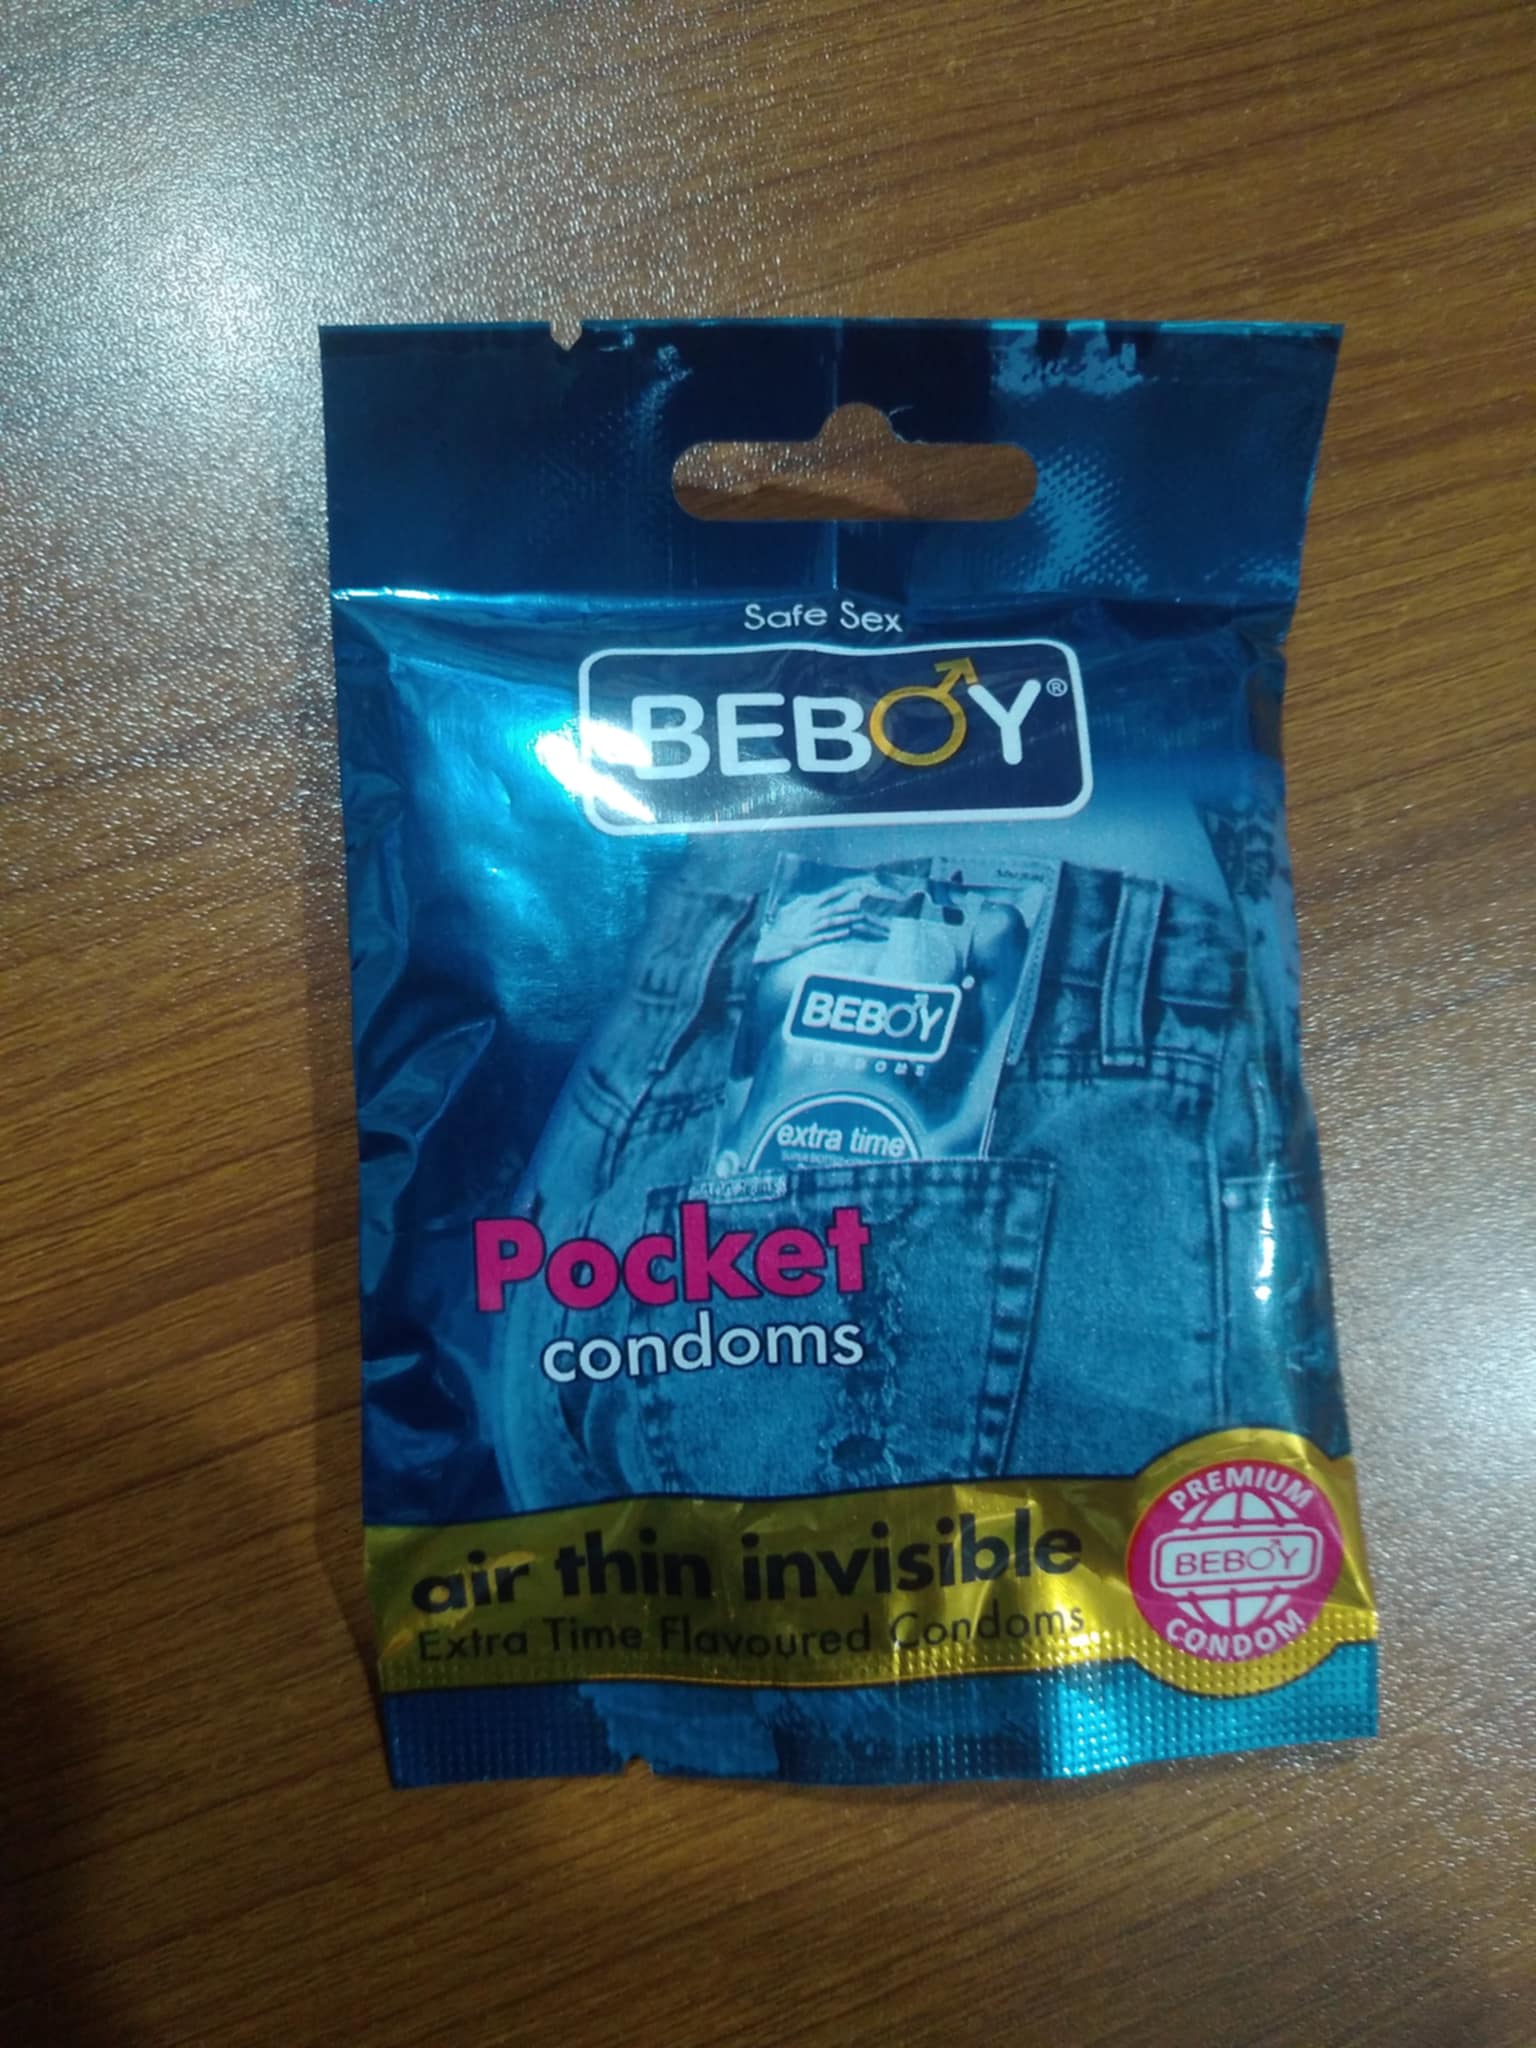 Safe Sex
BEBOY®
BEBOY
extra time
Pocket
condoms
air thin invisible
Extra Time Flavoured Condoms
PREMIUM
BEBOY
CONDOM